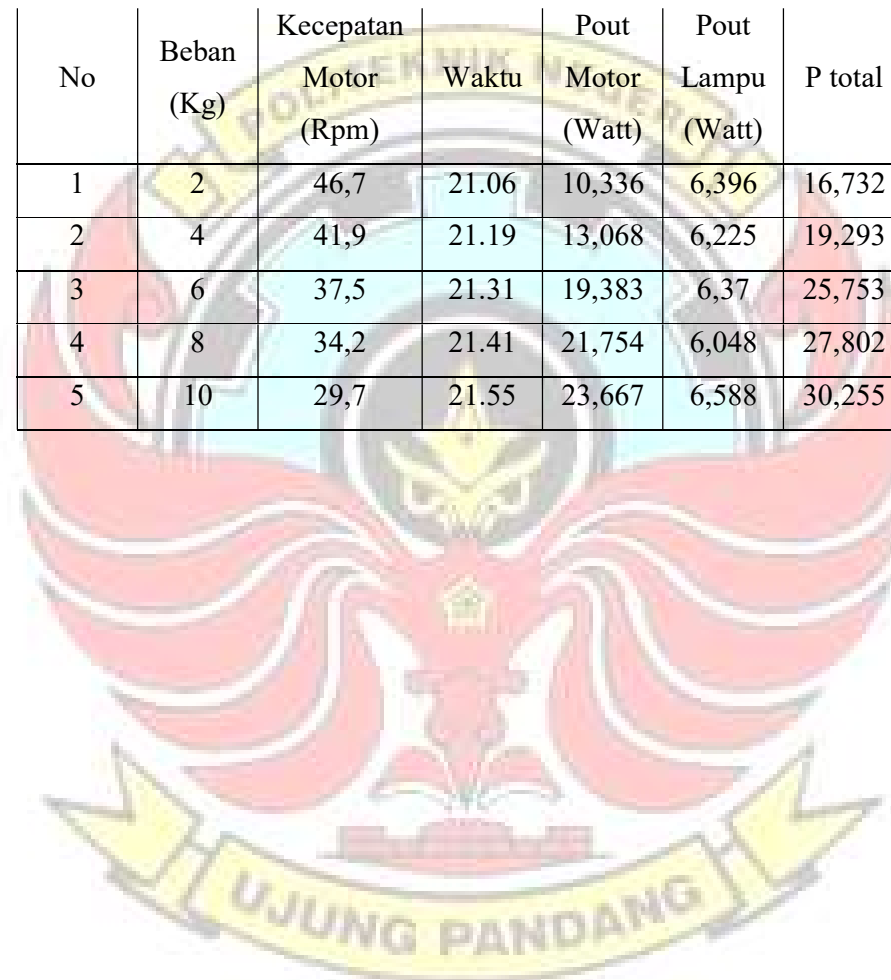 No Beban (Kg) Kecepatan Motor (Rpm) Waktu Pout Motor (Watt) Pout Lampu (Watt) P total
1 2 46,7 21.06 10,336 6,396 16,732
2 4 41,9 21.19 13,068 6,225 19,293
3 6 37,5 21.31 19,383 6,37 25,753
4 8 34,2 21.41 21,754 6,048 27,802
5 10 29,7 21.55 23,667 6,588 30,255
POLITEKNIK NEGERI
UJUNG PANDANG